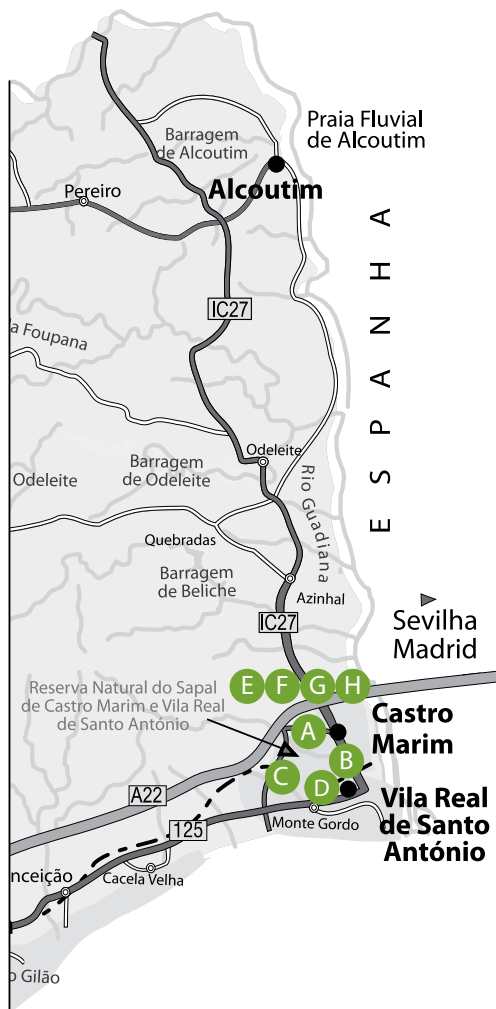 Praia Fluvial
de Alcoutim
Barragem
de Alcoutim
Alcoutim
Pereiro
ESPANHA
IC27
la Foupana
Odeleite
Barragem
de Odeleite
Odeleite
Rio Guadiana
Quebradas
Barragem
de Beliche
Azinhal
IC27
Sevilha
Madrid
Reserva Natural do Sapal
de Castro Marim e Vila Real
de Santo António
E F G H
A
Castro
Marim
B
C
D
Vila Real
de Santo
António
A22
125
Monte Gordo
nceição
Cacela Velha
o Gilão